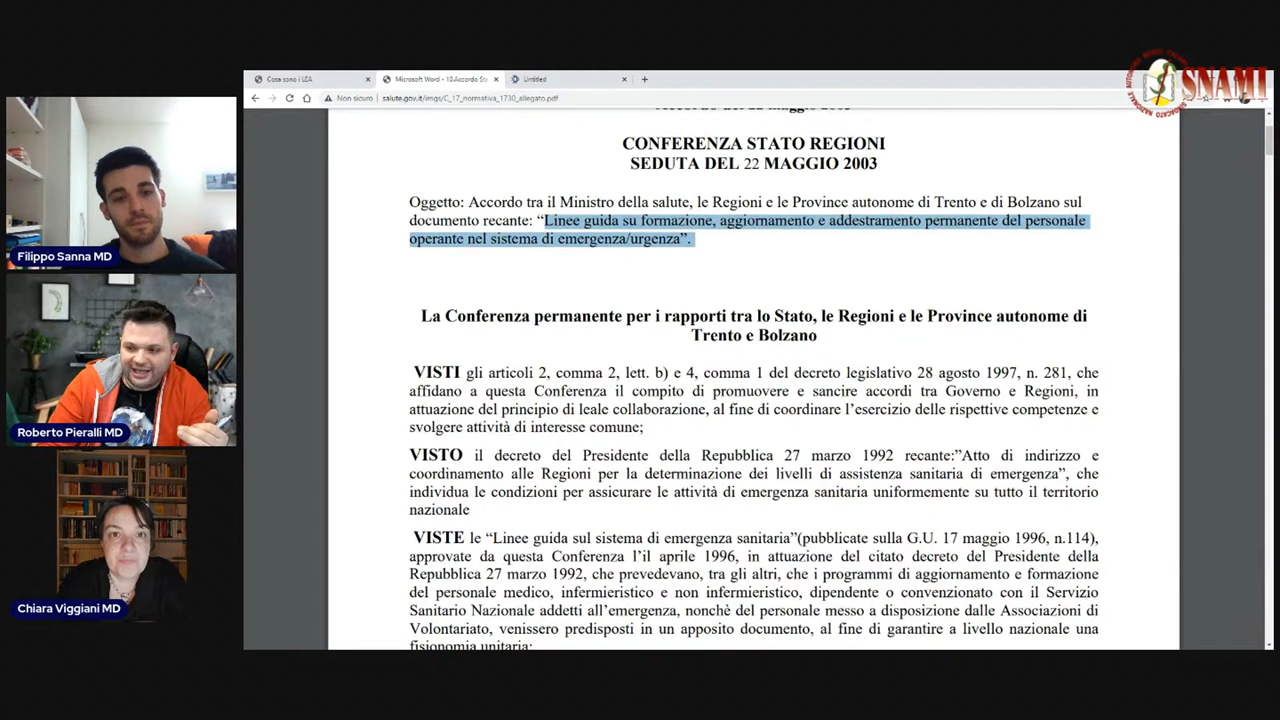 Cosa sono i LEA
Microsoft Word - 10.Accordo Sta
Untitled
Non sicuro
salute.gov.it/imgs/C_17_normativa_1730_allegato.pdf
SNAMI
CONFERENZA STATO REGIONI
SEDUTA DEL 22 MAGGIO 2003
Oggetto: Accordo tra il Ministro della salute, le Regioni e le Province autonome di Trento e di Bolzano sul
documento recante: “Linee guida su formazione, aggiornamento e addestramento permanente del personale
operante nel sistema di emergenza/urgenza”.
La Conferenza permanente per i rapporti tra lo Stato, le Regioni e le Province autonome di
Trento e Bolzano
VISTI gli articoli 2, comma 2, lett. b) e 4, comma 1 del decreto legislativo 28 agosto 1997, n. 281, che
affidano a questa Conferenza il compito di promuovere e sancire accordi tra Governo e Regioni, in
attuazione del principio di leale collaborazione, al fine di coordinare l’esercizio delle rispettive competenze e
svolgere attività di interesse comune;
VISTO il decreto del Presidente della Repubblica 27 marzo 1992 recante:”Atto di indirizzo e
coordinamento alle Regioni per la determinazione dei livelli di assistenza sanitaria di emergenza”, che
individua le condizioni per assicurare le attività di emergenza sanitaria uniformemente su tutto il territorio
nazionale
VISTE le “Linee guida sul sistema di emergenza sanitaria”(pubblicate sulla G.U. 17 maggio 1996, n.114),
approvate da questa Conferenza l’il aprile 1996, in attuazione del citato decreto del Presidente della
Repubblica 27 marzo 1992, che prevedevano, tra gli altri, che i programmi di aggiornamento e formazione
del personale medico, infermieristico e non infermieristico, dipendente o convenzionato con il Servizio
Sanitario Nazionale addetti all’emergenza, nonchè del personale messo a disposizione dalle Associazioni di
Volontariato, venissero predisposti in un apposito documento, al fine di garantire a livello nazionale una
fisionomia unitaria;
Filippo Sanna MD
Roberto Pieralli MD
Chiara Viggiani MD